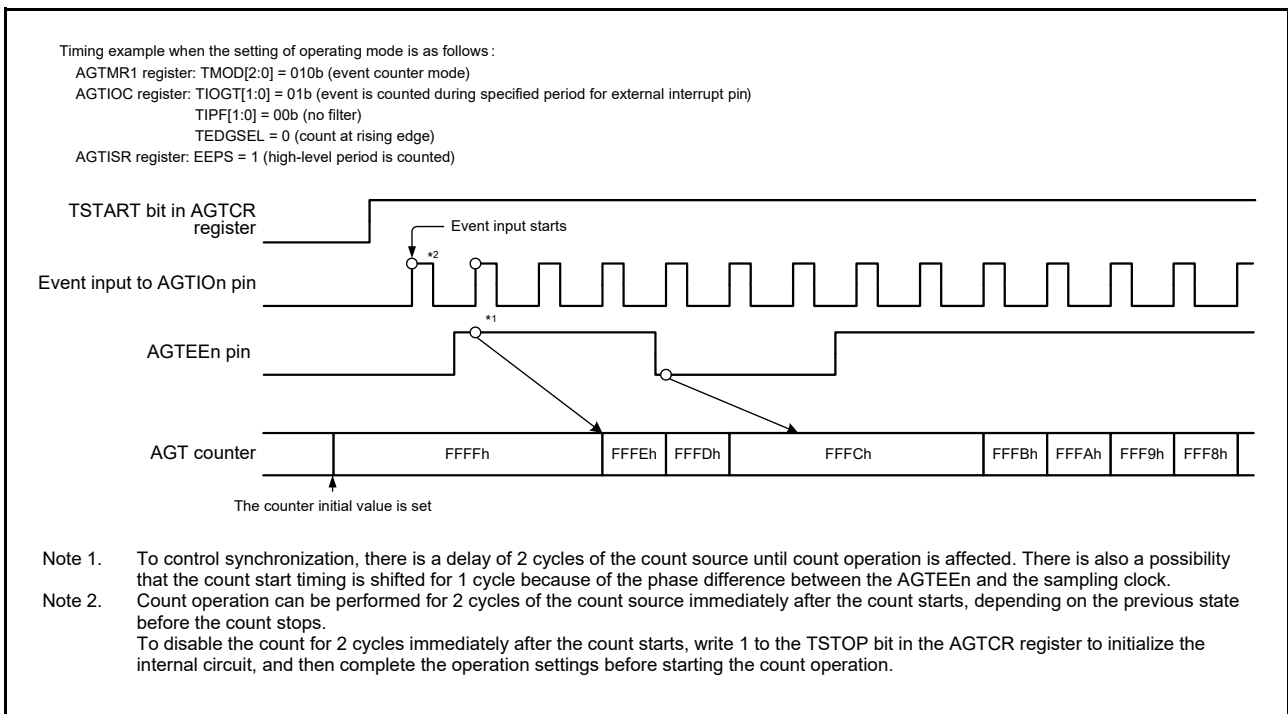 Timing example when the setting of operating mode is as follows:
AGTMR1 register: TMOD[2:0] = 010b (event counter mode)
AGTIOC register: TIOGT[1:0] = 01b (event is counted during specified period for external interrupt pin)
TIPF[1:0] = 00b (no filter)
TEDGSEL = 0 (count at rising edge)
AGTISR register: EEPS = 1 (high-level period is counted)
TSTART bit in AGTCR
register
Event input starts
*2
Event input to AGTIOn pin
*1
AGTEEn pin
AGT counter
FFFFh
FFFEh
FFFDh
FFFCh
FFFBh
FFFAh
FFF9h
FFF8h
The counter initial value is set
Note 1. To control synchronization, there is a delay of 2 cycles of the count source until count operation is affected. There is also a possibility
that the count start timing is shifted for 1 cycle because of the phase difference between the AGTEEn and the sampling clock.
Note 2. Count operation can be performed for 2 cycles of the count source immediately after the count starts, depending on the previous state
before the count stops.
To disable the count for 2 cycles immediately after the count starts, write 1 to the TSTOP bit in the AGTCR register to initialize the
internal circuit, and then complete the operation settings before starting the count operation.